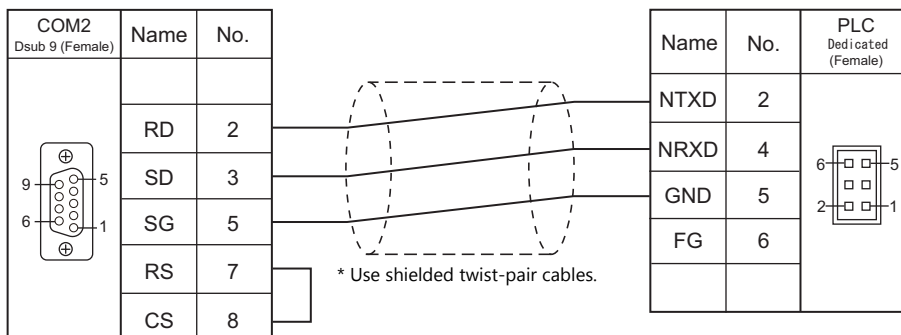 COM2
Dsub 9 (Female)
Name
No.
RD
2
SD
3
SG
5
RS
7
CS
8
9
5
6
1
* Use shielded twist-pair cables.
Name
No.
PLC
Dedicated
(Female)
NTXD
2
NRXD
4
GND
5
FG
6
6
5
2
1